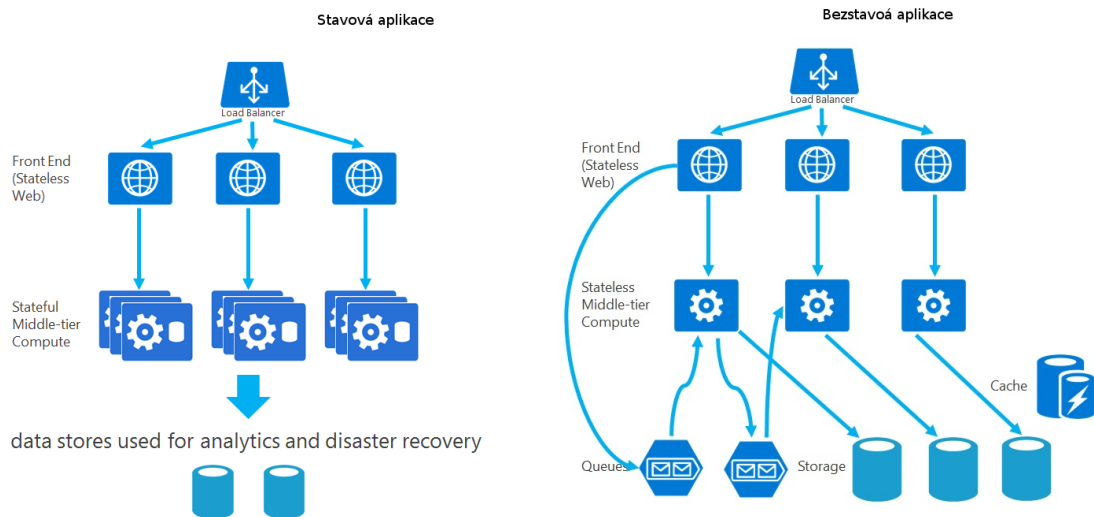 Stavová aplikace
Load Balancer
Front End
(Stateless
Web)
Stateful
Middle-tier
Compute
data stores used for analytics and disaster recovery
Bezstavoá aplikace
Load Balancer
Front End
(Stateless
Web)
Stateless
Middle-tier
Compute
Cache
Queues
Storage